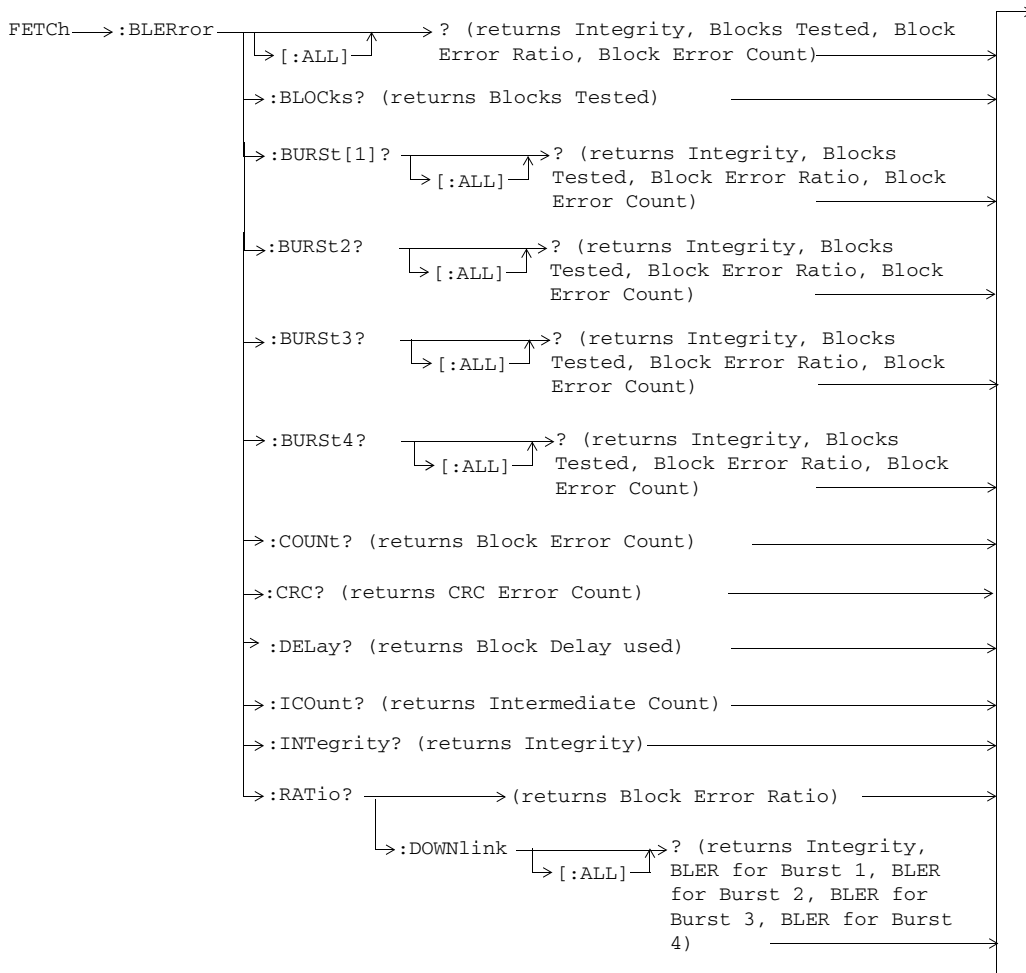 FETCh :BLERror ? (returns Integrity, Blocks Tested, Block
[:ALL] Error Ratio, Block Error Count)
:BLOCks? (returns Blocks Tested)
:BURSt[1]? ? (returns Integrity, Blocks
[:ALL] Tested, Block Error Ratio, Block
Error Count)
:BURSt2? ? (returns Integrity, Blocks
[:ALL] Tested, Block Error Ratio, Block
Error Count)
:BURSt3? ? (returns Integrity, Blocks
[:ALL] Tested, Block Error Ratio, Block
Error Count)
:BURSt4? ? (returns Integrity, Blocks
[:ALL] Tested, Block Error Ratio, Block
Error Count)
:COUNt? (returns Block Error Count)
:CRC? (returns CRC Error Count)
:DELay? (returns Block Delay used)
:ICOunt? (returns Intermediate Count)
:INTegrity? (returns Integrity)
:RATio? (returns Block Error Ratio)
:DOWNlink ? (returns Integrity,
[:ALL] BLER for Burst 1, BLER
for Burst 2, BLER for
Burst 3, BLER for Burst
4)